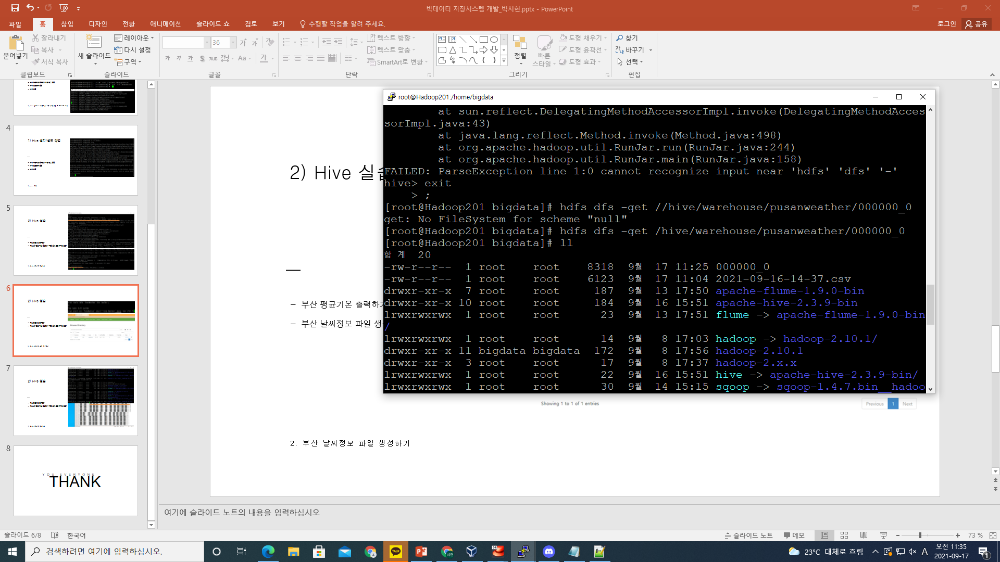 빅데이터 저장시스템 개발_박시현.pptx - PowerPoint
파일 홈 삽입 디자인 전환 애니메이션 슬라이드 쇼 검토 보기 수행할 작업을 알려 주세요. 로그인 공유
붙여넣기 잘라내기 복사 서식 복사
클립보드
새 슬라이드 레이아웃 다시 설정 구역
슬라이드
36
글꼴
텍스트 방향 텍스트 맞춤 SmartArt로 변환
단락
정렬 빠른 스타일 도형 채우기 도형 윤곽선 도형 효과
그리기
찾기 바꾸기 선택
편집
4
1) Hive 설치/설정 작업
5
2) Hive 실습
6
2) Hive 실습
7
2) Hive 실습
8
YOU EVERYONE
THANK
2) Hive 실습
– 부산 평균기온 출력하기
– 부산 날씨정보 파일 생성
2. 부산 날씨정보 파일 생성하기
Showing 1 to 1 of 1 entries
Previous 1 Next
root@Hadoop201:/home/bigdata
at sun.reflect.DelegatingMethodAccessorImpl.invoke(DelegatingMethodAcces
sorImpl.java:43)
at java.lang.reflect.Method.invoke(Method.java:498)
at org.apache.hadoop.util.RunJar.run(RunJar.java:244)
at org.apache.hadoop.util.RunJar.main(RunJar.java:158)
FAILED: ParseException line 1:0 cannot recognize input near 'hdfs' 'dfs' '-'
hive> exit
> ;
[root@Hadoop201 bigdata]# hdfs dfs -get //hive/warehouse/pusanweather/000000_0
get: No FileSystem for scheme "null"
[root@Hadoop201 bigdata]# hdfs dfs -get /hive/warehouse/pusanweather/000000_0
[root@Hadoop201 bigdata]# ll
합계 20
-rw-r--r-- 1 root root 8318 9월 17 11:25 000000_0
-rw-r--r-- 1 root root 6123 9월 17 11:04 2021-09-16-14-37.csv
drwxr-xr-x 7 root root 187 9월 13 17:50 apache-flume-1.9.0-bin
drwxr-xr-x 10 root root 184 9월 16 15:51 apache-hive-2.3.9-bin
lrwxrwxrwx 1 root root 23 9월 13 17:51 flume -> apache-flume-1.9.0-bin
/
lrwxrwxrwx 1 root root 14 9월 8 17:03 hadoop -> hadoop-2.10.1/
drwxr-xr-x 11 bigdata bigdata 172 9월 8 17:56 hadoop-2.10.1
drwxr-xr-x 3 root root 17 9월 8 17:37 hadoop-2.x.x
lrwxrwxrwx 1 root root 22 9월 16 15:51 hive -> apache-hive-2.3.9-bin/
lrwxrwxrwx 1 root root 30 9월 14 15:15 sqoop -> sqoop-1.4.7.bin__hadoo
여기에 슬라이드 노트의 내용을 입력하십시오
슬라이드 6/8 한국어 슬라이드 노트 메모 73 %
검색하려면 여기에 입력하십시오.
23°C 대체로 흐림 A 오전 11:35
2021-09-17